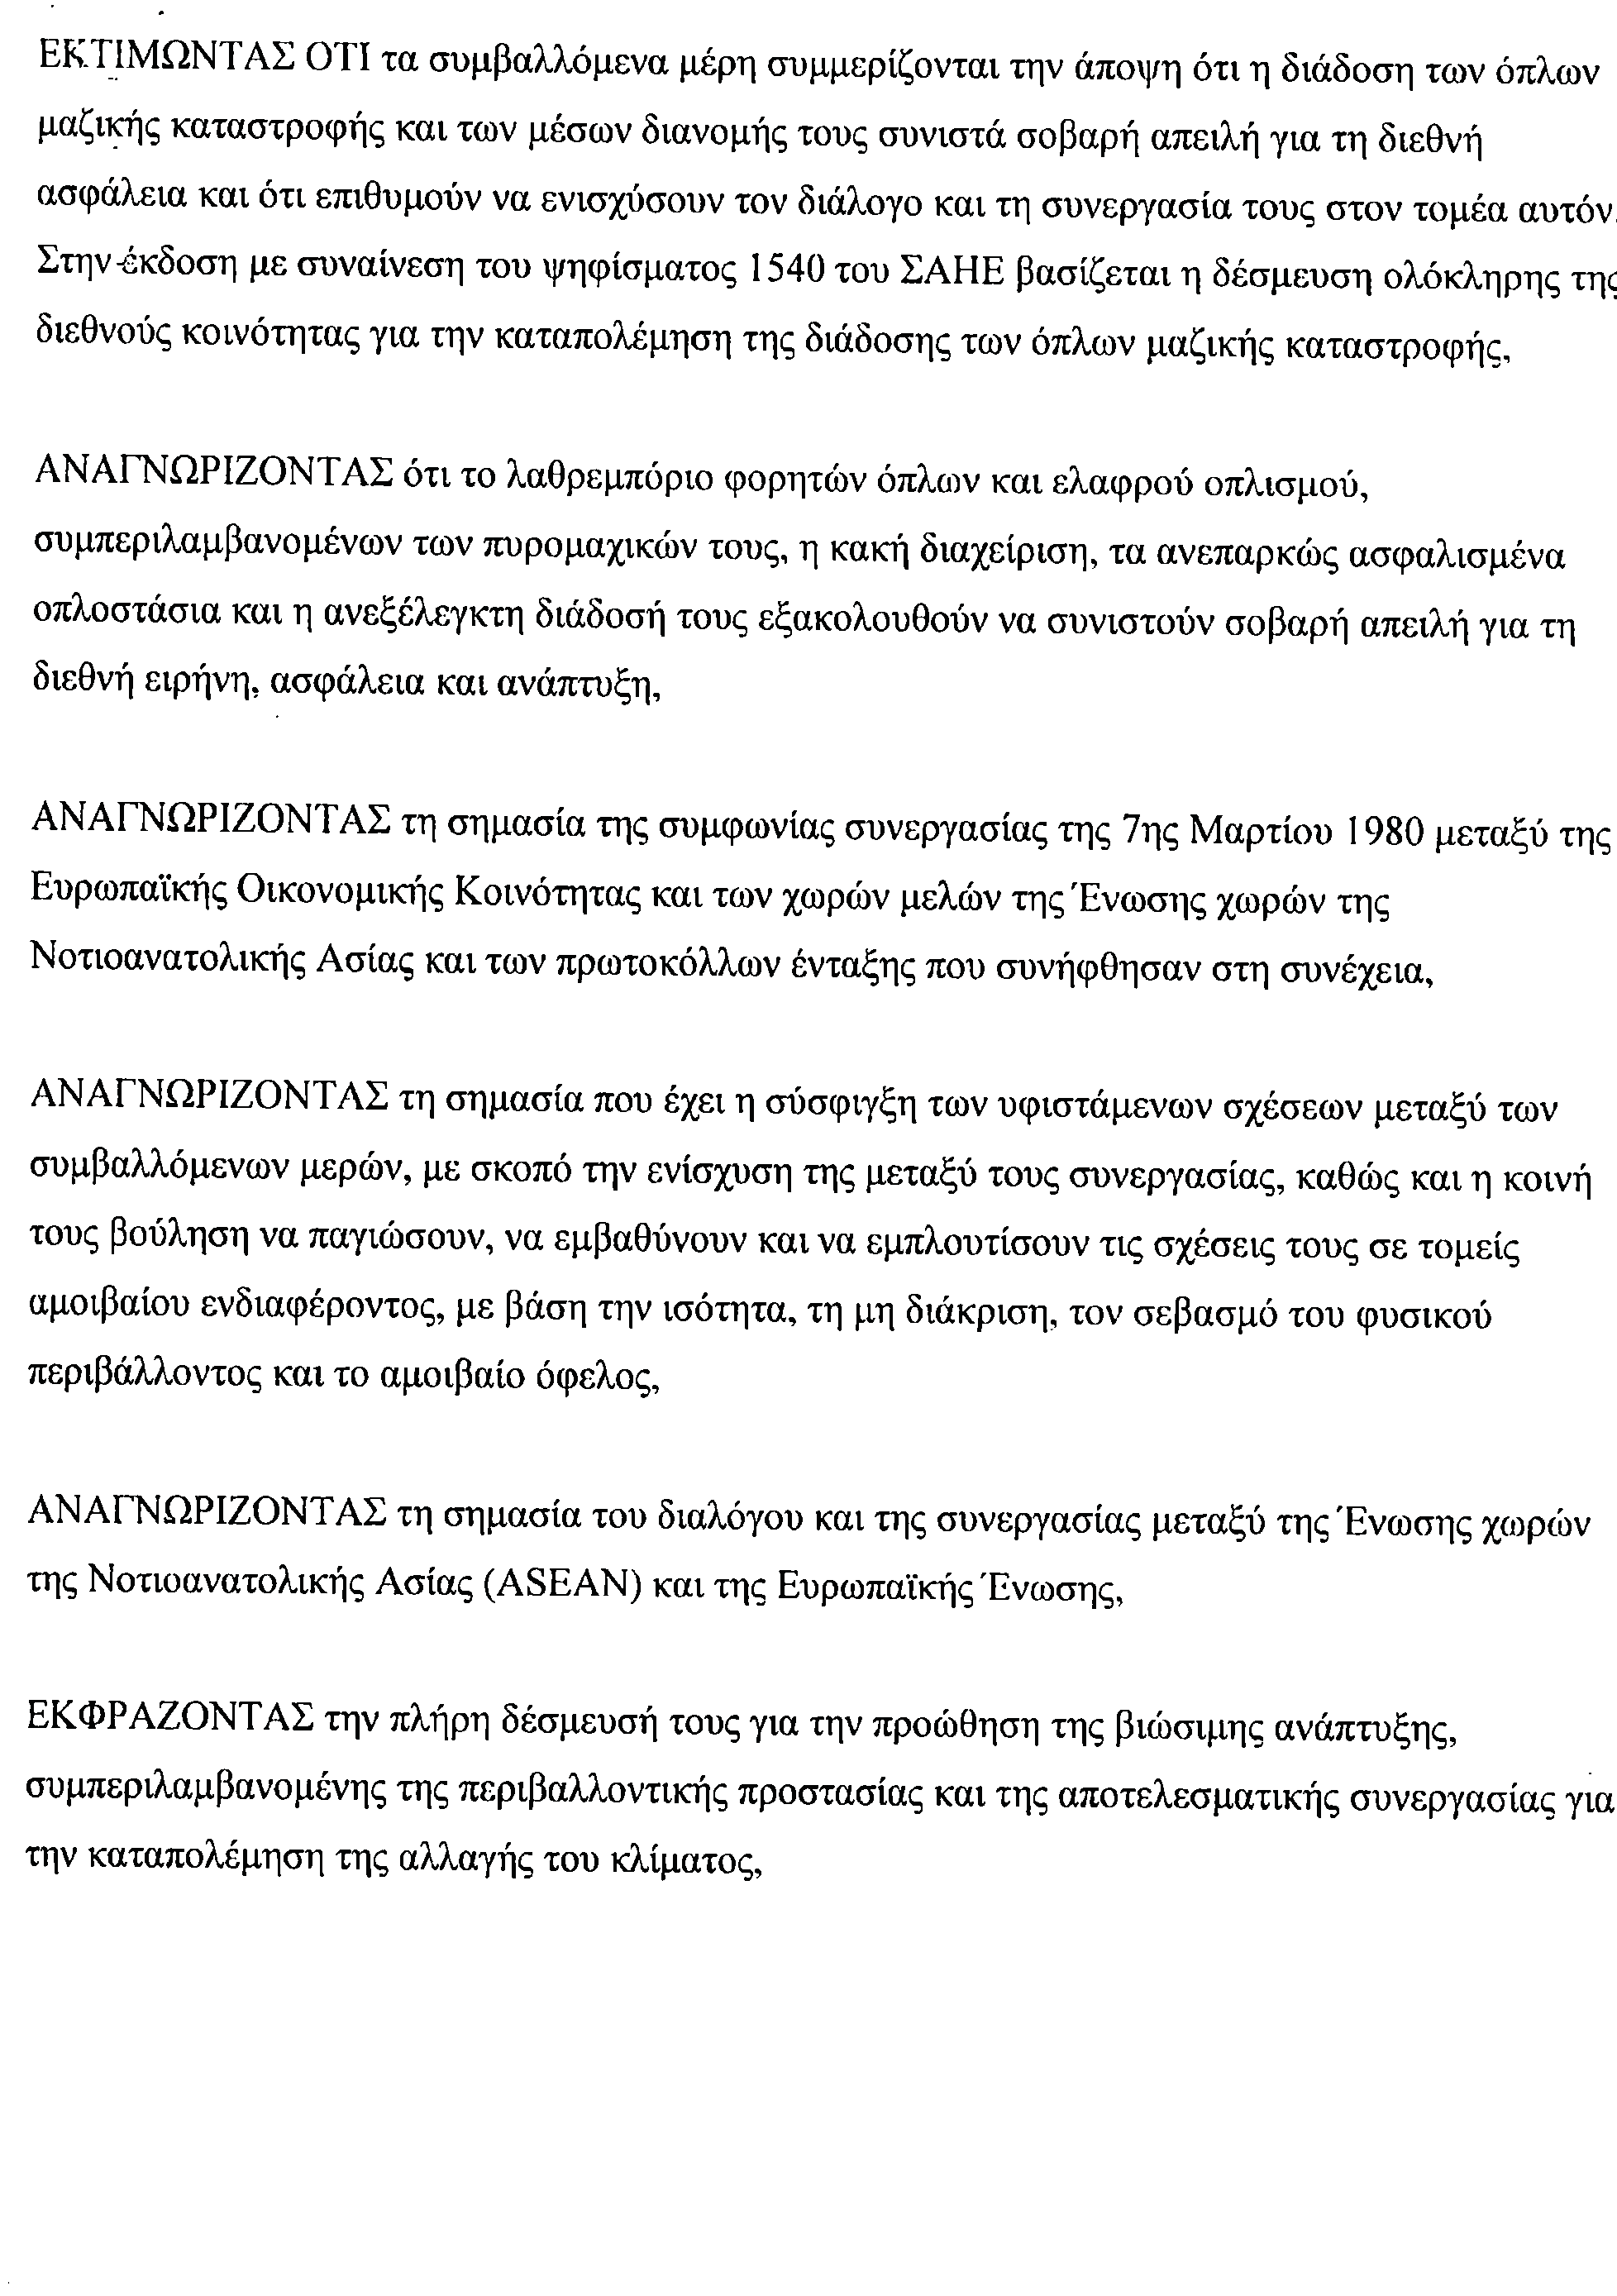 ΕΚΤΙΜΩΝΤΑΣ ΟΤΙ τα συμβαλλόμενα μέρη συμμερίζονται την άποψη ότι η διάδοση των όπλων
μαζικής καταστροφής και των μέσων διανομής τους συνιστά σοβαρή απειλή για τη διεθνή
ασφάλεια και ότι επιθυμούν να ενισχύσουν τον διάλογο και τη συνεργασία τους στον τομέα αυτόν.
Στην έκδοση με συναίνεση του ψηφίσματος 1540 του ΣΑΗΕ βασίζεται η δέσμευση ολόκληρης της
διεθνούς κοινότητας για την καταπολέμηση της διάδοσης των όπλων μαζικής καταστροφής,
ΑΝΑΓΝΩΡΙΖΟΝΤΑΣ ότι το λαθρεμπόριο φορητών όπλων και ελαφρού οπλισμού,
συμπεριλαμβανομένων των πυρομαχικών τους, η κακή διαχείριση, τα ανεπαρκώς ασφαλισμένα
οπλοστάσια και η ανεξέλεγκτη διάδοσή τους εξακολουθούν να συνιστούν σοβαρή απειλή για τη
διεθνή ειρήνη, ασφάλεια και ανάπτυξη,
ΑΝΑΓΝΩΡΙΖΟΝΤΑΣ τη σημασία της συμφωνίας συνεργασίας της 7ης Μαρτίου 1980 μεταξύ της
Ευρωπαϊκής Οικονομικής Κοινότητας και των χωρών μελών της Ένωσης χωρών της
Νοτιοανατολικής Ασίας και των πρωτοκόλλων ένταξης που συνήφθησαν στη συνέχεια,
ΑΝΑΓΝΩΡΙΖΟΝΤΑΣ τη σημασία που έχει η σύσφιγξη των υφιστάμενων σχέσεων μεταξύ των
συμβαλλόμενων μερών, με σκοπό την ενίσχυση της μεταξύ τους συνεργασίας, καθώς και η κοινή
τους βούληση να παγιώσουν, να εμβαθύνουν και να εμπλουτίσουν τις σχέσεις τους σε τομείς
αμοιβαίου ενδιαφέροντος, με βάση την ισότητα, τη μη διάκριση, τον σεβασμό του φυσικού
περιβάλλοντος και το αμοιβαίο όφελος,
ΑΝΑΓΝΩΡΙΖΟΝΤΑΣ τη σημασία του διαλόγου και της συνεργασίας μεταξύ της Ένωσης χωρών
της Νοτιοανατολικής Ασίας (ASEAN) και της Ευρωπαϊκής Ένωσης,
ΕΚΦΡΑΖΟΝΤΑΣ την πλήρη δέσμευσή τους για την προώθηση της βιώσιμης ανάπτυξης,
συμπεριλαμβανομένης της περιβαλλοντικής προστασίας και της αποτελεσματικής συνεργασίας για
την καταπολέμηση της αλλαγής του κλίματος,